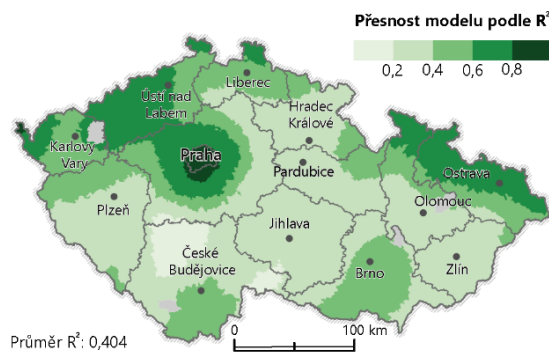 Přesnost modelu podle R²
0,2 0,4 0,6 0,8
Liberec
Ústí nad
Labem
Hradec
Králové
Karlovy
Vary
Praha
Pardubice
Ostrava
Plzeň
Olomouc
Jihlava
České
Budějovice
Brno
Zlín
Průměr R²: 0,404
0 100 km